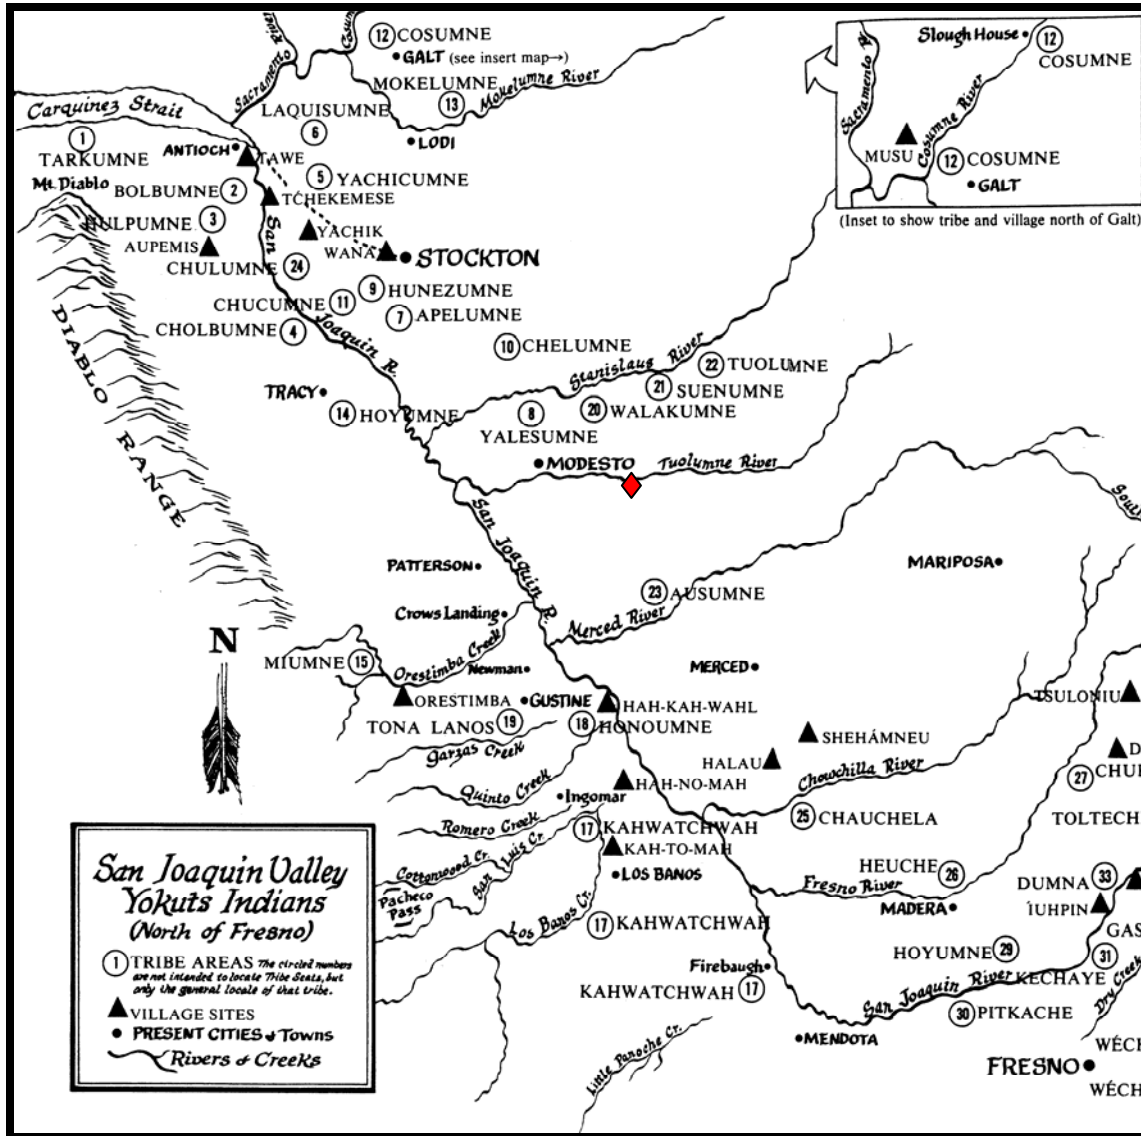 12 COSUMNE
GALT (see insert map→)
MOKELUMNE
13
Mokelumne River
Sacramento River
LAQUISUMNE
6
LODI
Carquinez Strait
1
TARKUMNE
ANTIOCH
TAWE
Mt. Diablo
BOLBUMNE 2
5 YACHICUMNE
TCHEKEMESE
HULPUMNE 3
AUPEMIS
YACHIK
WANA
STOCKTON
CHULUMNE 24
9 HUNEZUMNE
CHUCUMNE 11
7 APELUMNE
CHOLBUMNE 4
San Joaquin R.
10 CHELUMNE
Stanislaus River
22 TUOLUMNE
21 SUENUMNE
20 WALAKUMNE
TRACY
14 HOYUMNE
8
YALESUMNE
MODESTO
Tuolumne River
DIABLO RANGE
San Joaquin R.
PATTERSON
MARIPOSA
23 AUSUMNE
Crows Landing
Merced River
N
MIUMNE 15
Orestimba Creek
Newman
MERCED
ORESTIMBA
GUSTINE
HAH-KAH-WAHL
TSULONIU
TONA LANOS 19
18 HONOUMNE
Garzas Creek
SHEHÁMNEU
HALAU
D
Chowchilla River
27
CHU
Quinto Creek
HAH-NO-MAH
Ingomar
Romero Creek
17 KAHWATCHWAH
25 CHAUCHELA
TOLTECH
KAH-TO-MAH
Cottonwood Cr.
San Luis Cr.
LOS BANOS
HEUCHE 26
Fresno River
DUMNA 33
Pacheco Pass
MADERA
IUHPIN
Los Banos Cr.
17 KAHWATCHWAH
GAS
HOYUMNE 29
31
KECHAYE
Firebaugh
KAHWATCHWAH 17
San Joaquin River
30 PITKACHE
Dry Creek
MENDOTA
Little Panoche Cr.
WÉCH
FRESNO
WÉCH
Slough House
12
COSUMNE
Sacramento R.
Cosumne River
MUSU
12 COSUMNE
GALT
(Inset to show tribe and village north of Galt)
San Joaquin Valley
Yokuts Indians
(North of Fresno)
1 TRIBE AREAS The circled numbers
are not intended to locate Tribe Seats, but
only the general locale of that tribe.
VILLAGE SITES
PRESENT CITIES & Towns
Rivers & Creeks